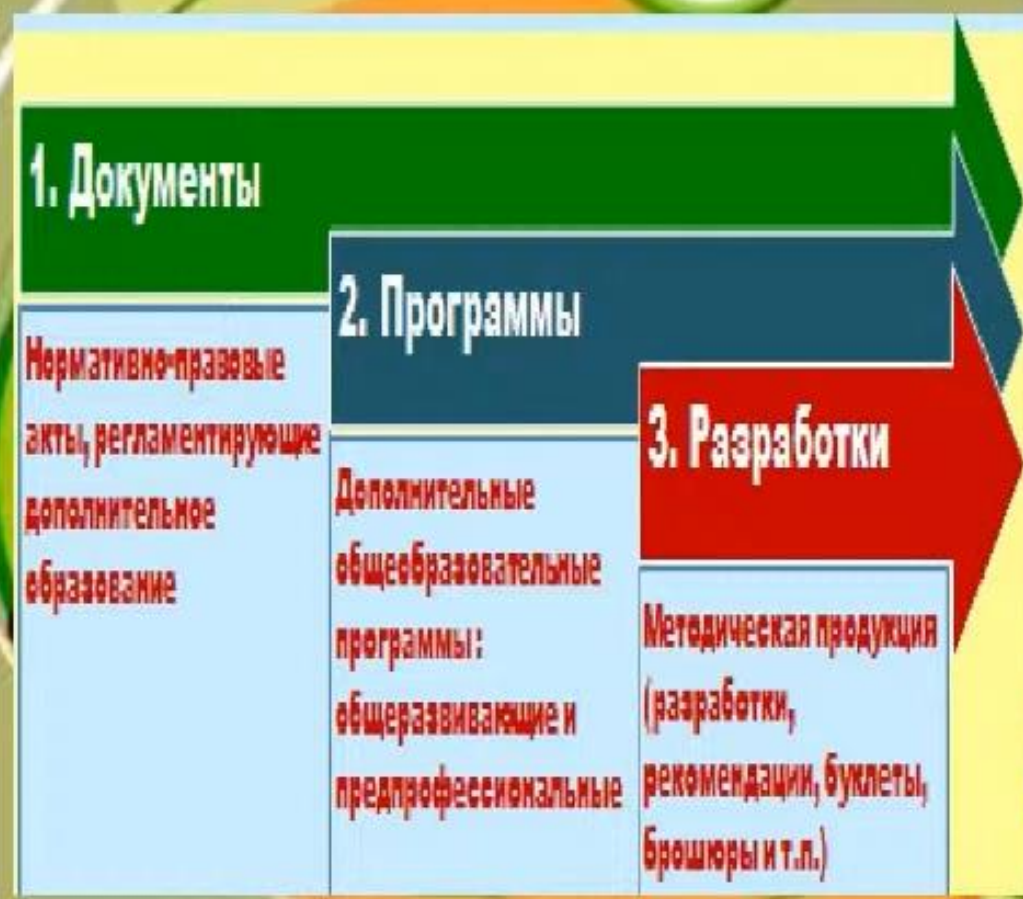 1. Документы
Нормативно-правовые
акты, регламентирующие
дополнительное
образование
2. Программы
Дополнительные
общеобразовательные
программы:
общеразвивающие и
предпрофессиональные
3. Разработки
Методическая продукция
(разработки,
рекомендации, буклеты,
брошюры и т.п.)